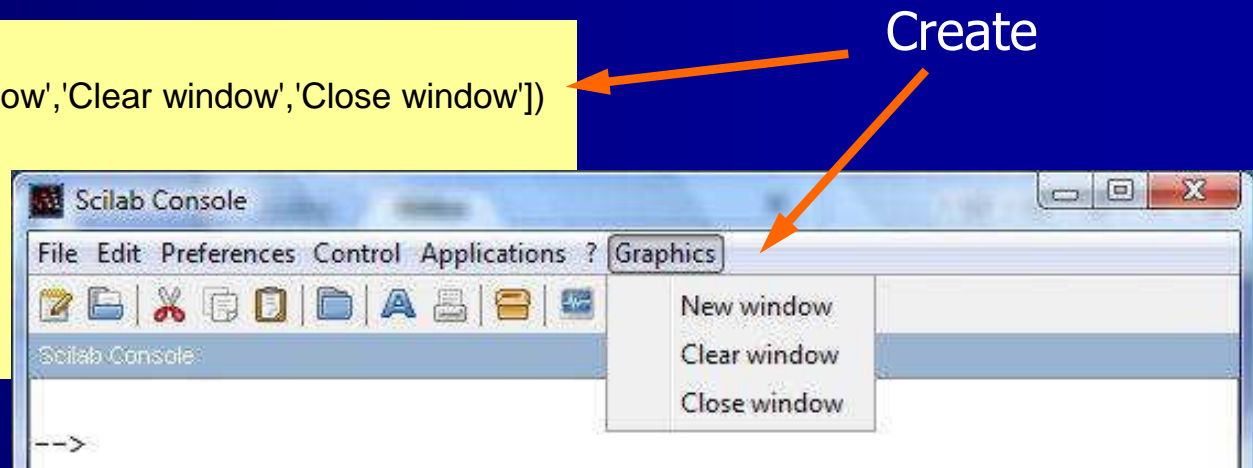 Create
ow','Clear window','Close window'])
Scilab Console
File Edit Preferences Control Applications ? Graphics
New window
Scilab Console
Clear window
Close window
-->